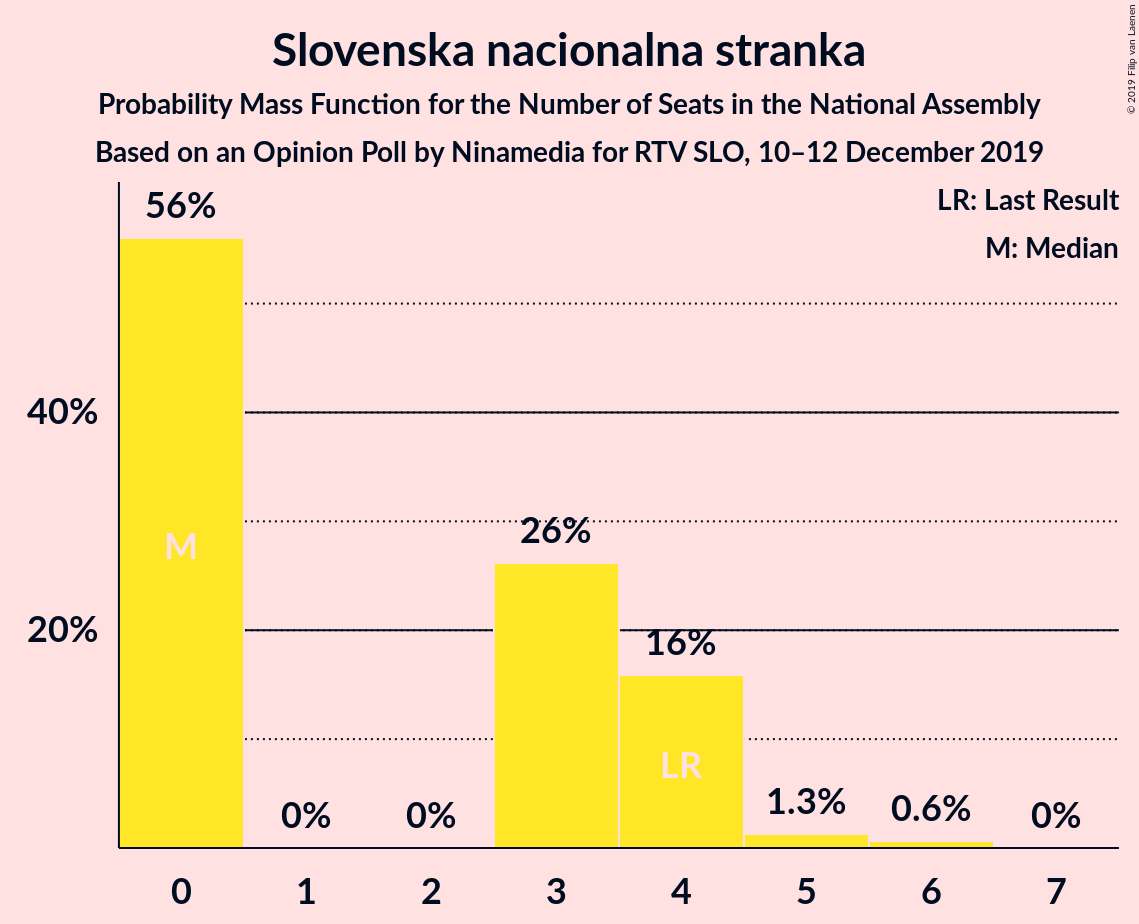 Slovenska nacionalna stranka
Probability Mass Function for the Number of Seats in the National Assembly
Based on an Opinion Poll by Ninamedia for RTV SLO, 10–12 December 2019
© 2019 Filip van Laenen
LR: Last Result
M: Median
56%
40%
26%
M
20%
16%
LR
0%
0%
1.3%
0.6%
0%
0 1 2 3 4 5 6 7